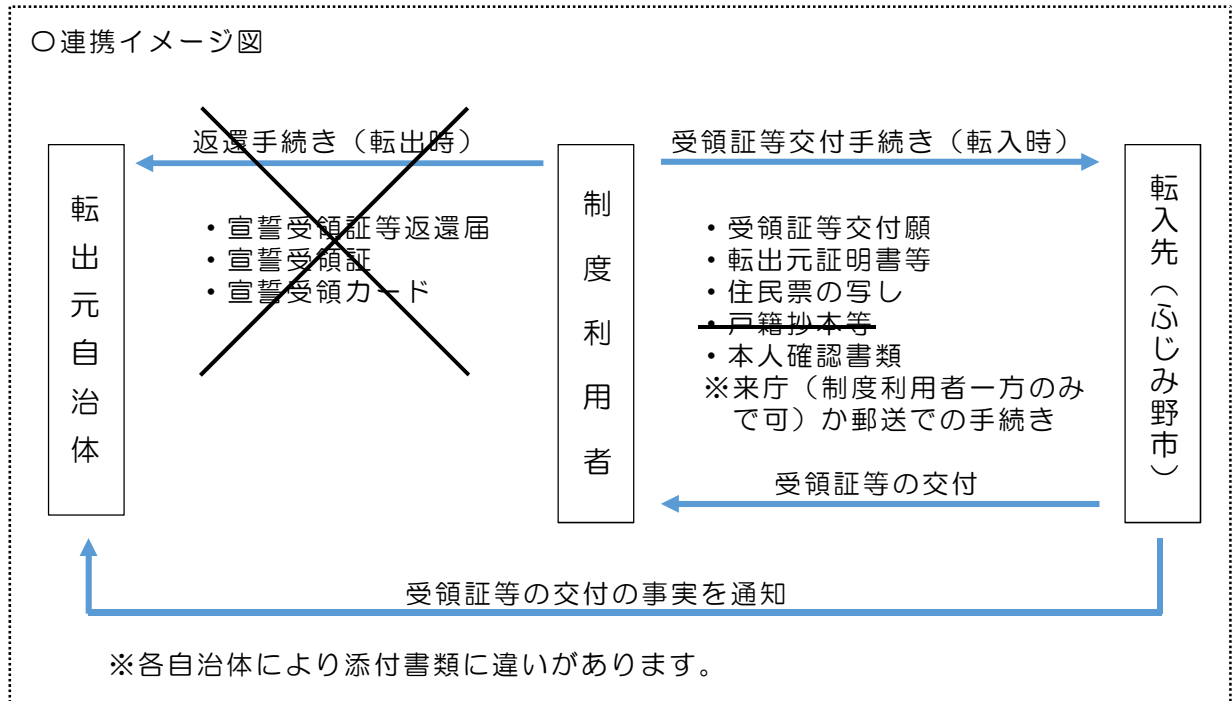 〇連携イメージ図
返還手続き（転出時）
受領証等交付手続き（転入時）
転出元自治体
・宣誓受領証等返還届
・宣誓受領証
・宣誓受領カード
制度利用者
・受領証等交付願
・転出元証明書等
・住民票の写し
・戸籍抄本等
・本人確認書類
※来庁（制度利用者一方のみ
で可）か郵送での手続き
転入先（ふじみ野市）
受領証等の交付
受領証等の交付の事実を通知
※各自治体により添付書類に違いがあります。